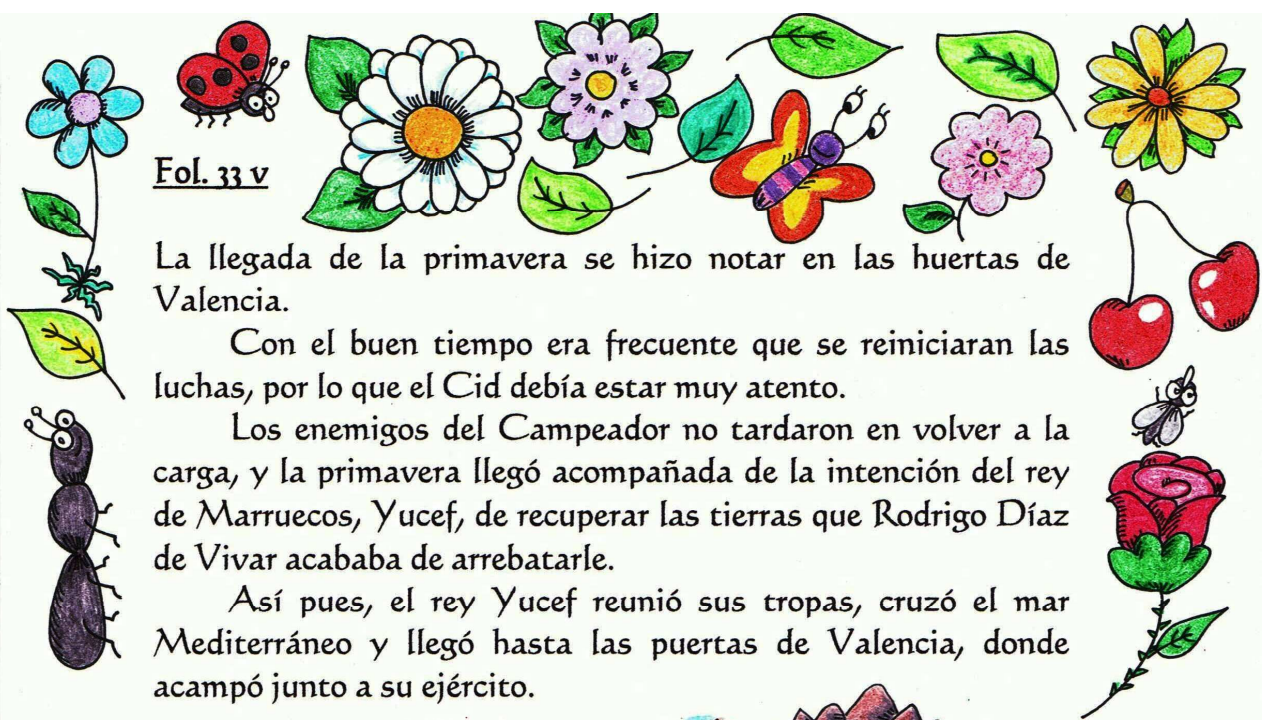 Fol. 33 v
La llegada de la primavera se hizo notar en las huertas de
Valencia.
Con el buen tiempo era frecuente que se reiniciaran las
luchas, por lo que el Cid debía estar muy atento.
Los enemigos del Campeador no tardaron en volver a la
carga, y la primavera llegó acompañada de la intención del rey
de Marruecos, Yucef, de recuperar las tierras que Rodrigo Díaz
de Vivar acababa de arrebatarle.
Así pues, el rey Yucef reunió sus tropas, cruzó el mar
Mediterráneo y llegó hasta las puertas de Valencia, donde
acampó junto a su ejército.